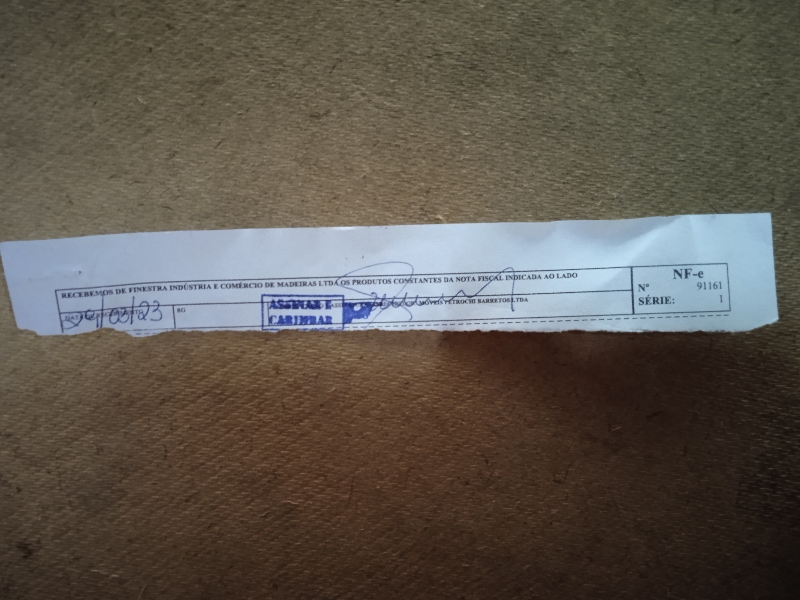 RECEBEMOS DE FINESTRA INDÚSTRIA E COMÉRCIO DE MADEIRAS LTDA OS PRODUTOS CONSTANTES DA NOTA FISCAL INDICADA AO LADO
RG
ASSINAR E
CARIMBAR
MÓVEIS PETROCHI BARRETOS LTDA
NF-e
Nº 91161
SÉRIE: 1